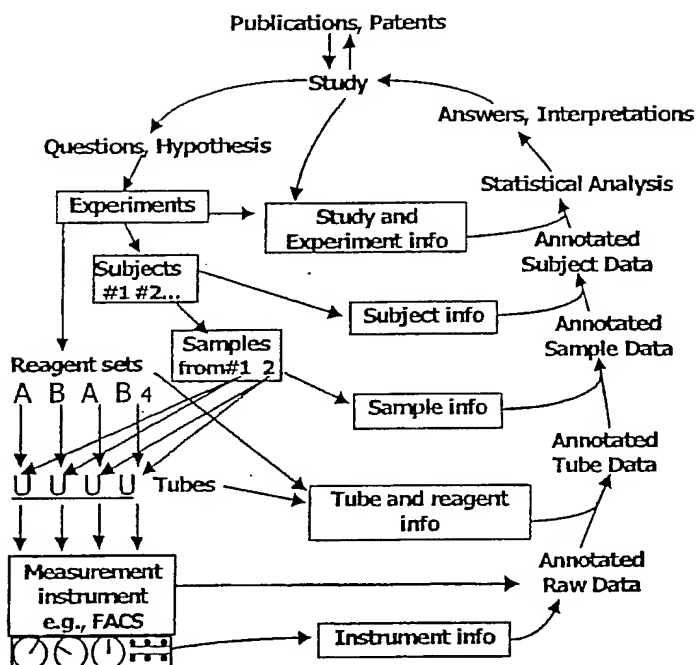 Publications, Patents
Study
Answers, Interpretations
Questions, Hypothesis
Statistical Analysis
Experiments
Study and
Experiment info
Annotated
Subject Data
Subjects
#1 #2...
Subject info
Annotated
Sample Data
Samples
from#1 2
Reagent sets
A B A B 4
Sample info
Annotated
Tube Data
U U U U Tubes
Tube and reagent
info
Annotated
Raw Data
Measurement
instrument
e.g., FACS
Instrument info